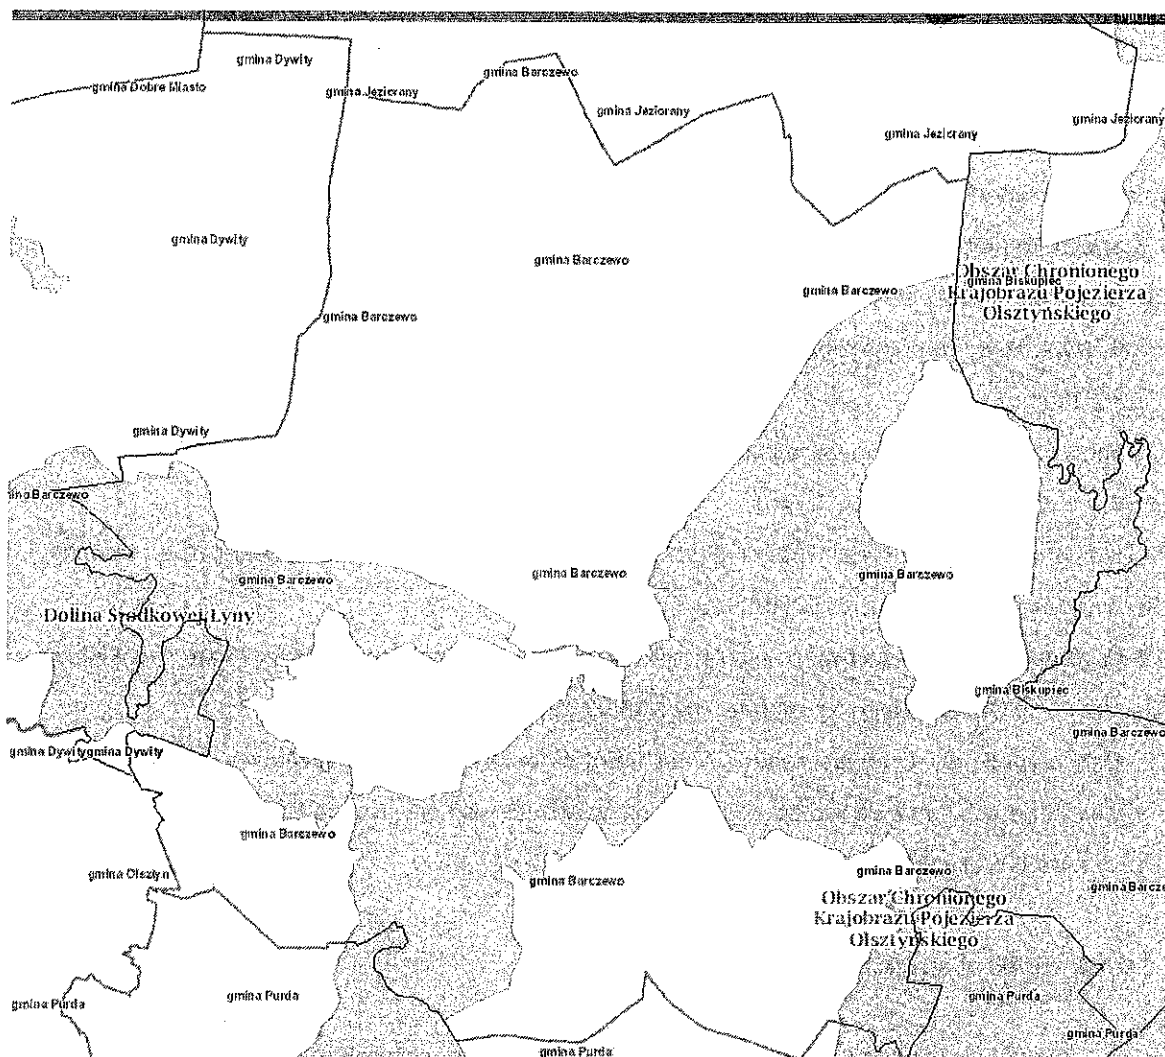 gmina Dywity
gmina Barczewo
gmina Dobre Miasto
gmina Jeziorany
gmina Jeziorany
gmina Jeziorany
gmina Jeziorany
gmina Dywity
gmina Barczewo
Obszar Chronionego
Krajobrazu Pojezierza
Olsztyńskiego
gmina Biskupiec
gmina Barczewo
gmina Barczewo
gmina Dywity
mina Barczewo
gmina Barczewo
gmina Barczewo
gmina Barczewo
Dolina Środkowej Łyny
gmina Biskupiec
gmina Barczewo
gmina Dywity
gmina Dywity
gmina Barczewo
gmina Olsztyn
gmina Barczewo
gmina Barczewo
gmina Barcze
Obszar Chronionego
Krajobrazu Pojezierza
Olsztyńskiego
gmina Purda
gmina Purda
gmina Purda
gmina Purda
gmina Purda